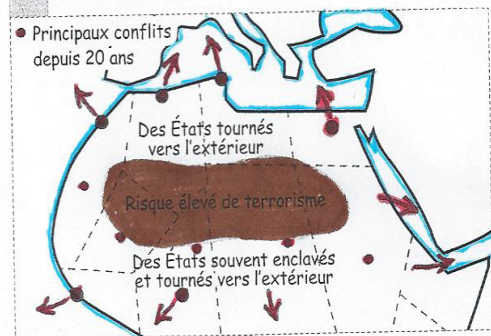 Principaux conflits
depuis 20 ans
Des États tournés
vers l'extérieur
Risque élevé de terrorisme
Des États souvent enclavés
et tournés vers l'extérieur